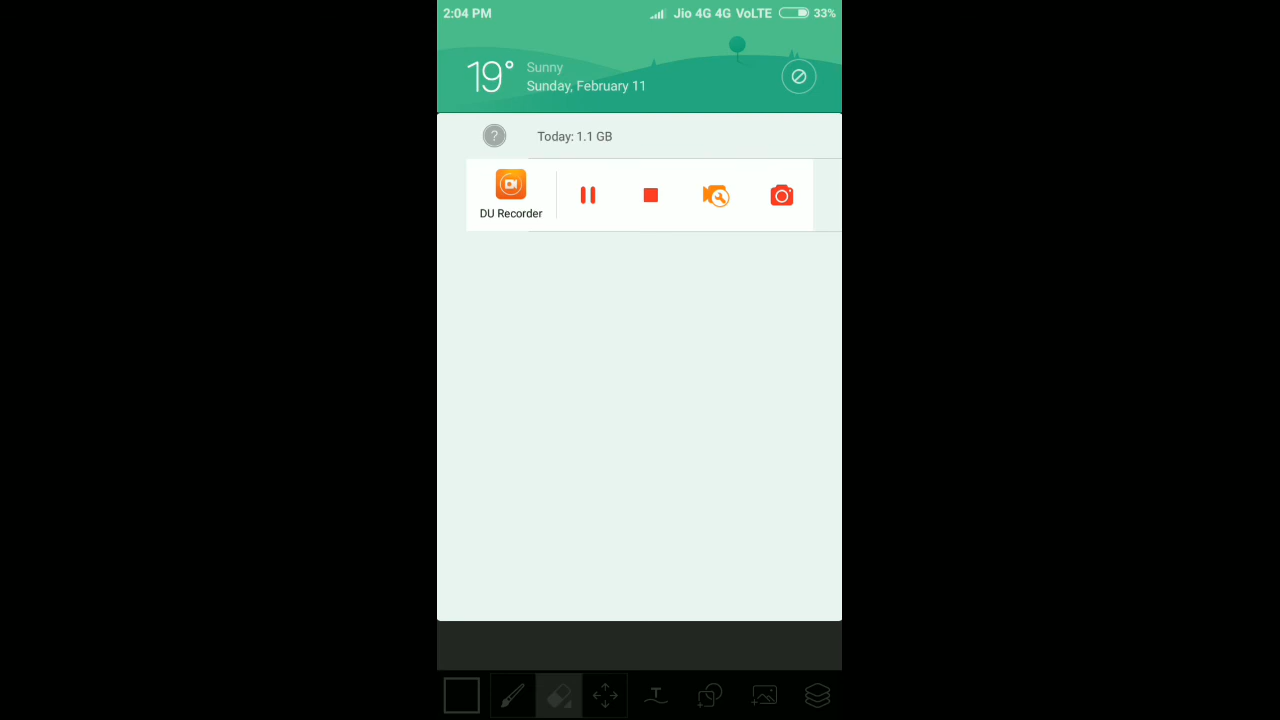 2:04 PM
Jio 4G 4G VoLTE
33%
19°
Sunny
Sunday, February 11
?
Today: 1.1 GB
DU Recorder
T